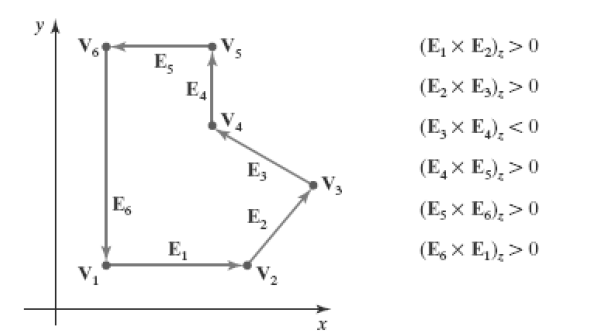 y
V₆
V₅
(E₁ × E₂)z > 0
E₅
E₄
(E₂ × E₃)z > 0
V₄
(E₃ × E₄)z < 0
E₃
(E₄ × E₅)z > 0
V₃
E₆
E₂
(E₅ × E₆)z > 0
E₁
(E₆ × E₁)z > 0
V₁
V₂
x